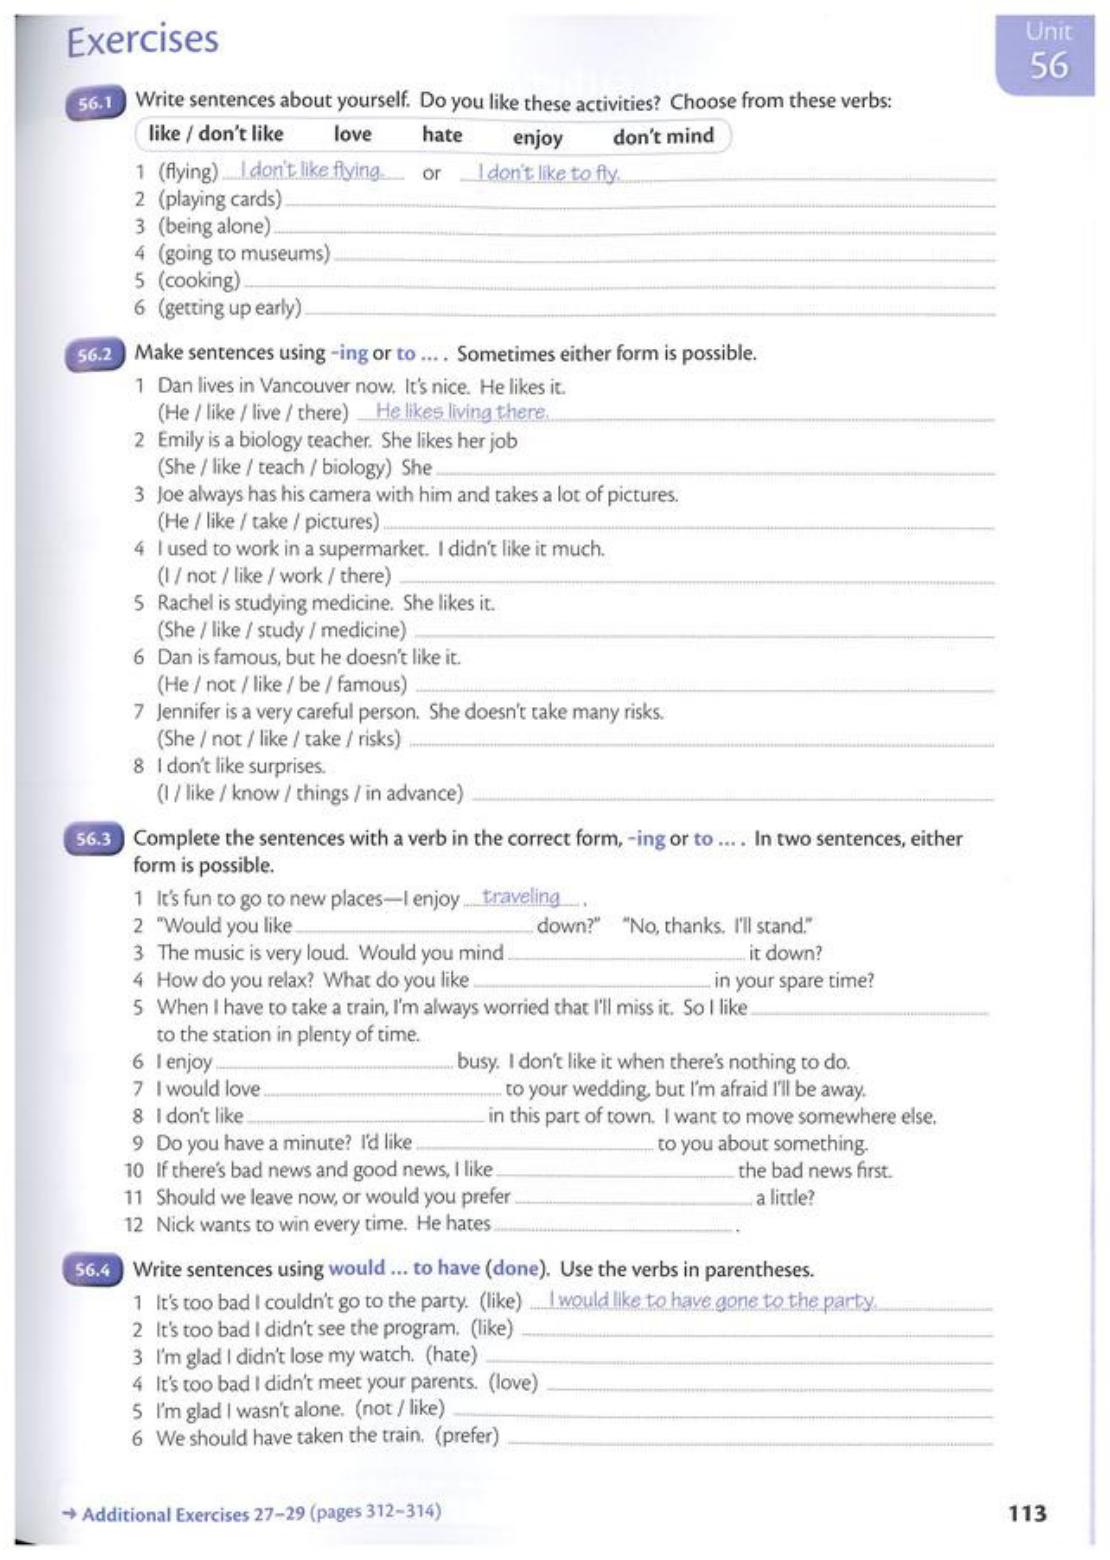 Exercises
Unit
56
56.1 Write sentences about yourself. Do you like these activities? Choose from these verbs:
like / don't like love hate enjoy don't mind
1 (flying) I don't like flying. or I don't like to fly.
2 (playing cards)
3 (being alone)
4 (going to museums)
5 (cooking)
6 (getting up early)
56.2 Make sentences using -ing or to ... . Sometimes either form is possible.
1 Dan lives in Vancouver now. It's nice. He likes it.
(He / like / live / there) He likes living there.
2 Emily is a biology teacher. She likes her job
(She / like / teach / biology) She
3 Joe always has his camera with him and takes a lot of pictures.
(He / like / take / pictures)
4 I used to work in a supermarket. I didn't like it much.
(I / not / like / work / there)
5 Rachel is studying medicine. She likes it.
(She / like / study / medicine)
6 Dan is famous, but he doesn't like it.
(He / not / like / be / famous)
7 Jennifer is a very careful person. She doesn't take many risks.
(She / not / like / take / risks)
8 I don't like surprises.
(I / like / know / things / in advance)
56.3 Complete the sentences with a verb in the correct form, -ing or to ... . In two sentences, either
form is possible.
1 It's fun to go to new places—I enjoy traveling .
2 "Would you like down?" "No, thanks. I'll stand."
3 The music is very loud. Would you mind it down?
4 How do you relax? What do you like in your spare time?
5 When I have to take a train, I'm always worried that I'll miss it. So I like
to the station in plenty of time.
6 I enjoy busy. I don't like it when there's nothing to do.
7 I would love to your wedding, but I'm afraid I'll be away.
8 I don't like in this part of town. I want to move somewhere else.
9 Do you have a minute? I'd like to you about something.
10 If there's bad news and good news, I like the bad news first.
11 Should we leave now, or would you prefer a little?
12 Nick wants to win every time. He hates .
56.4 Write sentences using would ... to have (done). Use the verbs in parentheses.
1 It's too bad I couldn't go to the party. (like) I would like to have gone to the party.
2 It's too bad I didn't see the program. (like)
3 I'm glad I didn't lose my watch. (hate)
4 It's too bad I didn't meet your parents. (love)
5 I'm glad I wasn't alone. (not / like)
6 We should have taken the train. (prefer)
→ Additional Exercises 27–29 (pages 312–314)
113